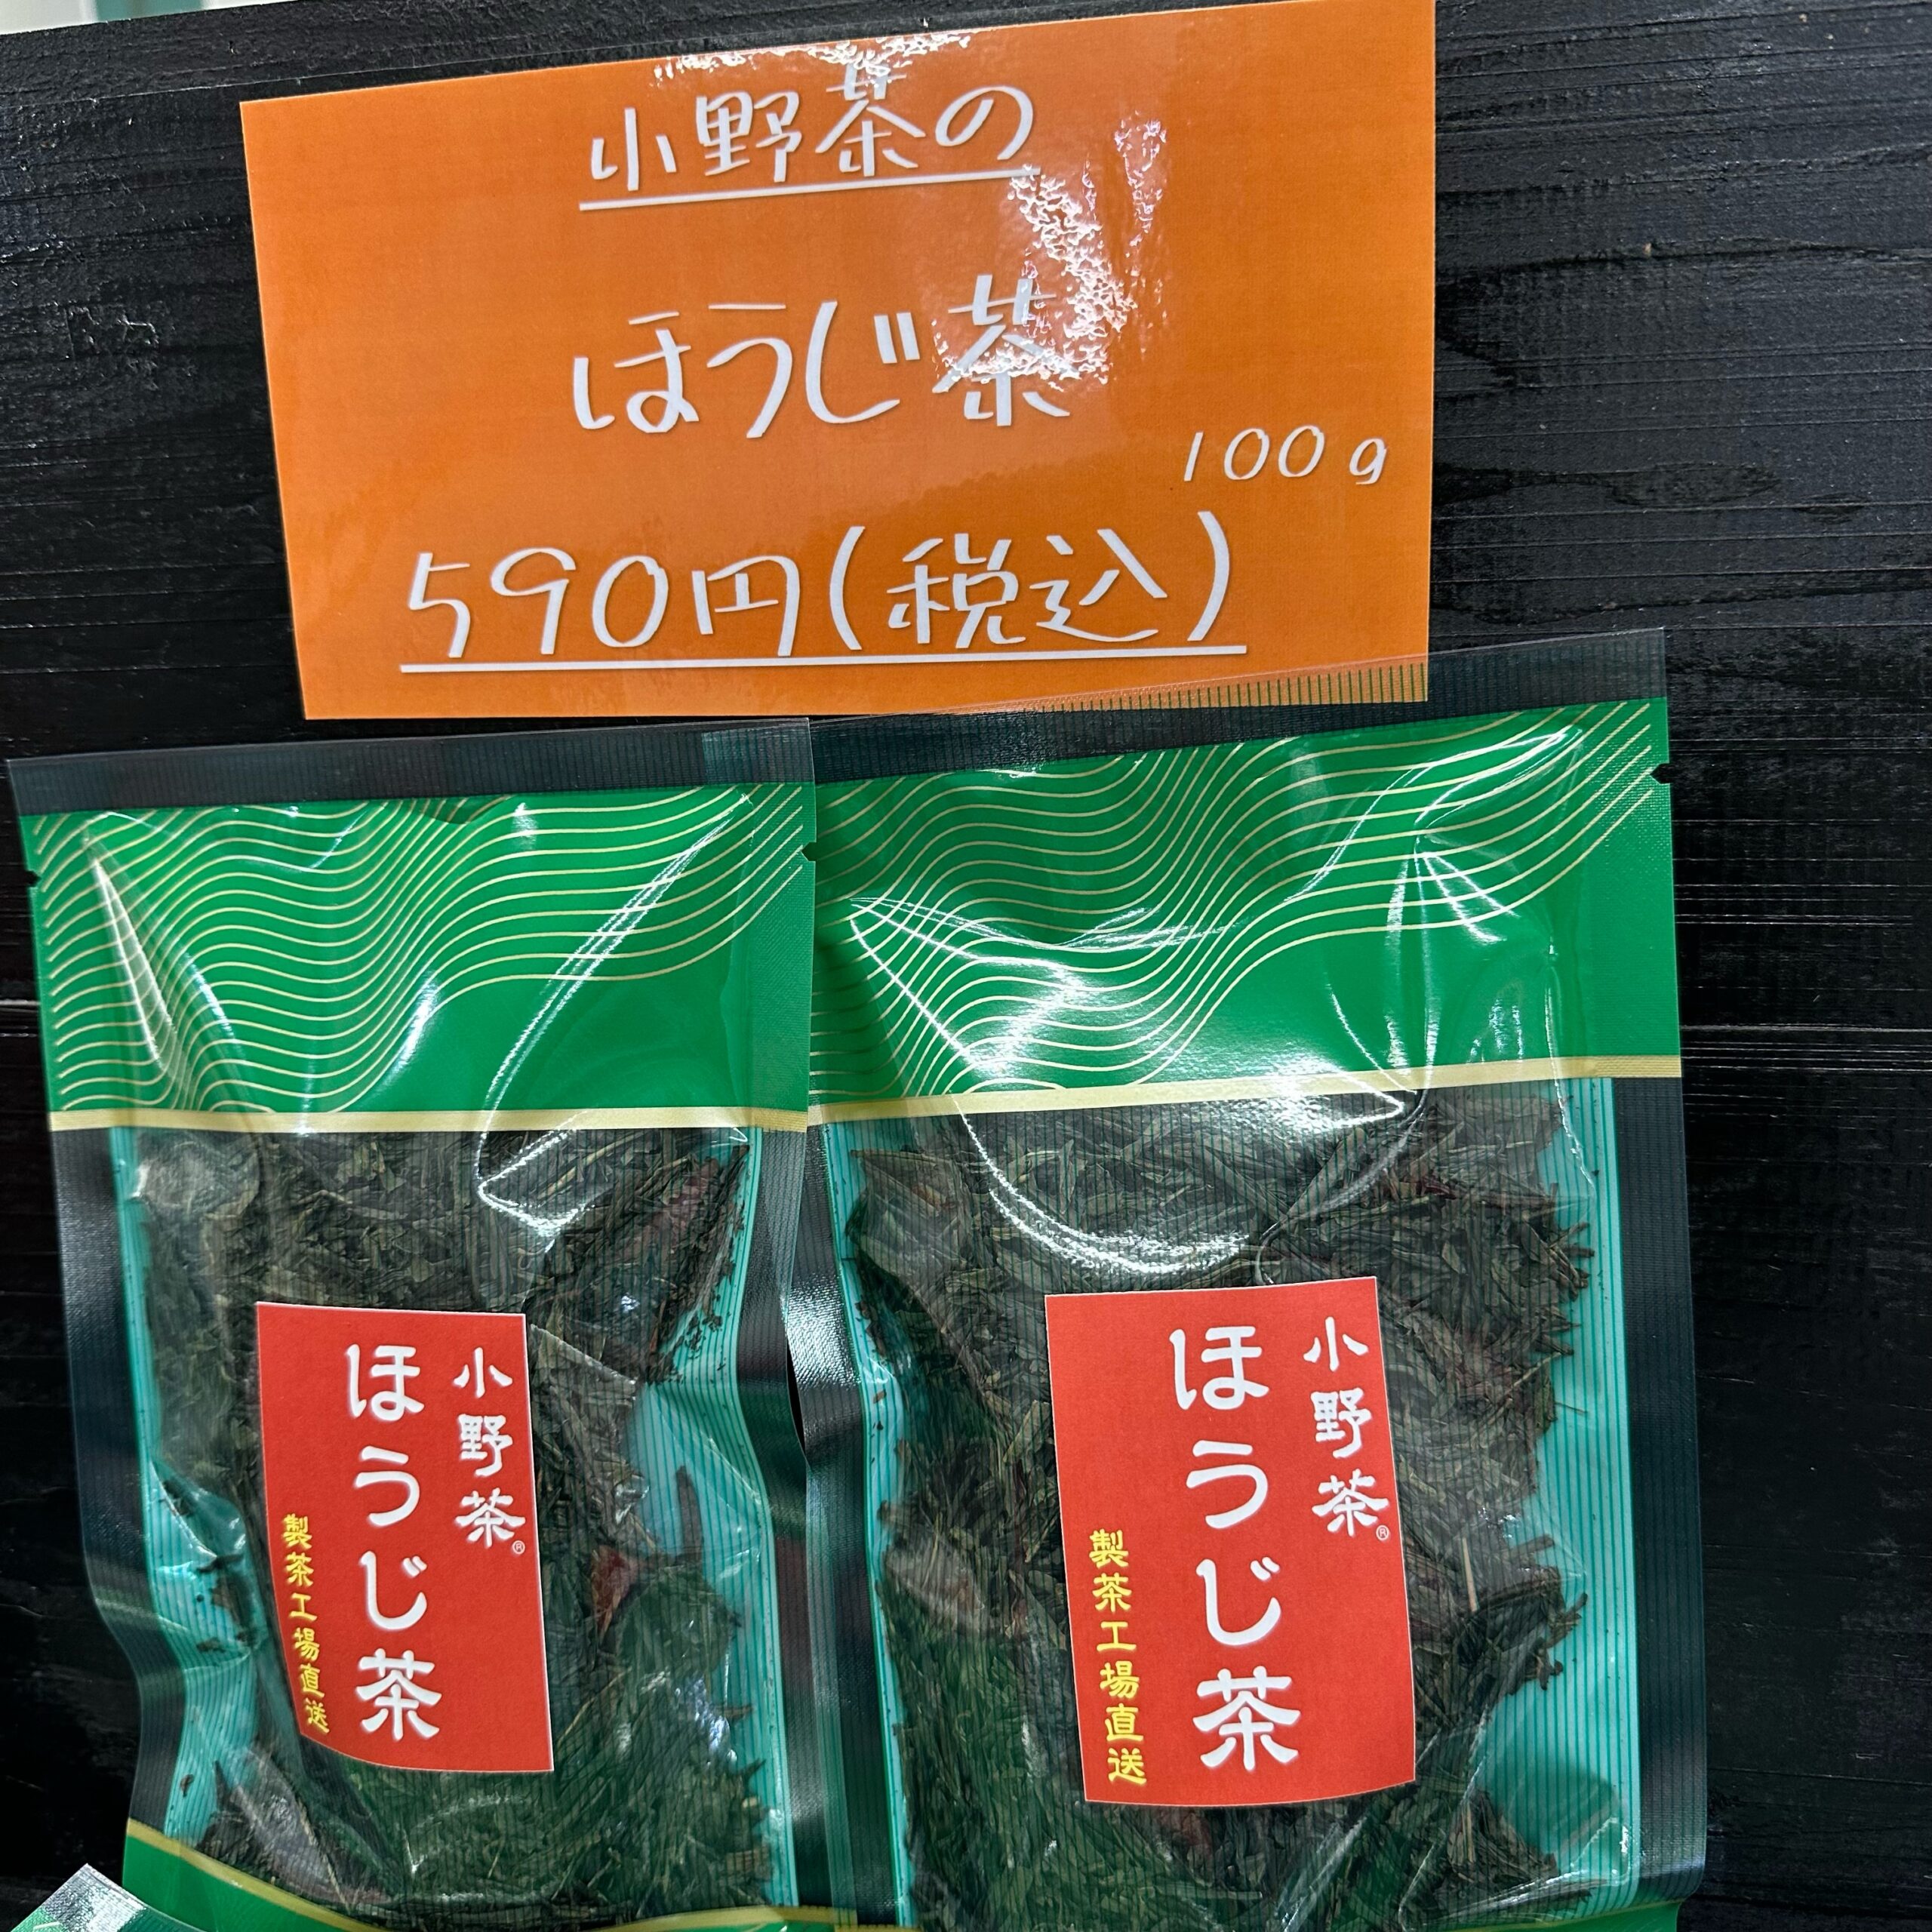 小野茶の
ほうじ茶
100g
590円(税込)
小野茶®
ほうじ茶
製茶工場直送
小野茶®
ほうじ茶
製茶工場直送